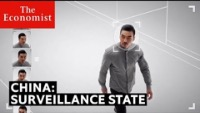 The
Economist
CHINA:
SURVEILLANCE STATE